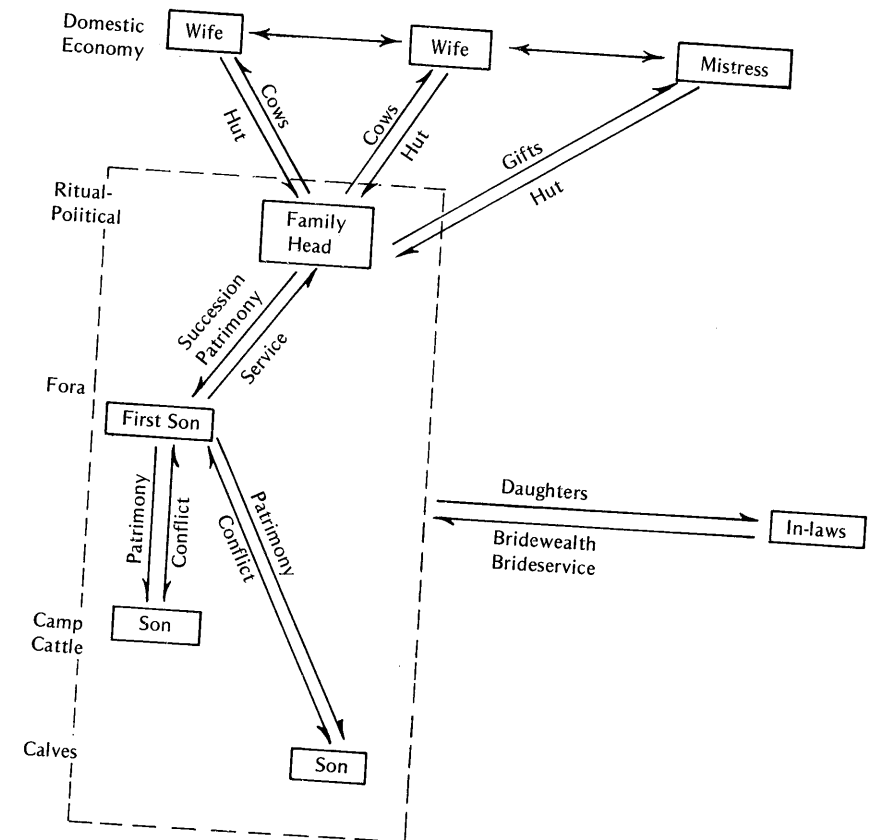 Domestic
Economy
Wife
Wife
Mistress
Cows
Hut
Cows
Hut
Gifts
Hut
Ritual-
Political
Family
Head
Succession
Patrimony
Service
Fora
First Son
Patrimony
Conflict
Patrimony
Conflict
Daughters
Bridewealth
Brideservice
In-laws
Camp
Cattle
Son
Calves
Son